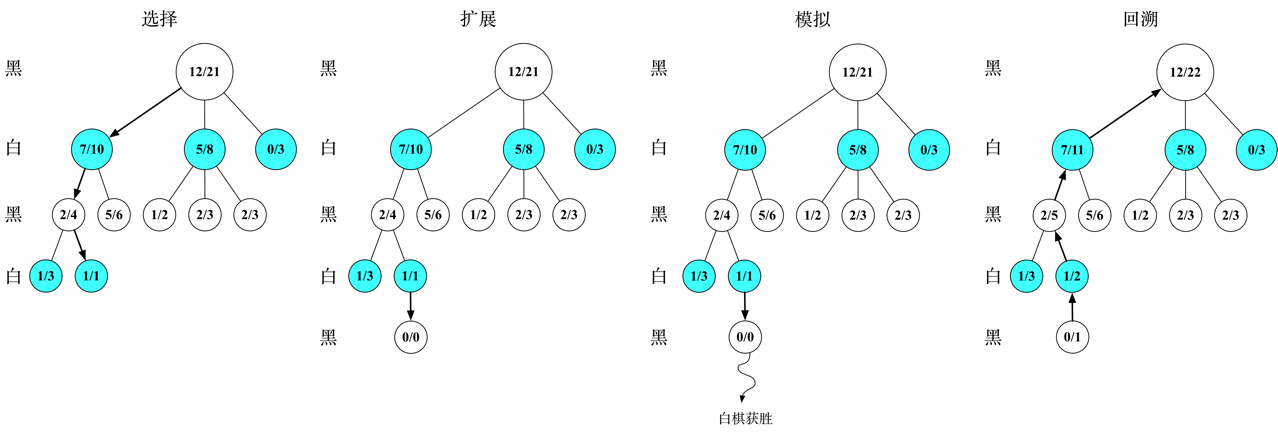 选择 扩展 模拟 回溯
黑 12/21 黑 12/21 黑 12/21 黑 12/22
白 7/10 5/8 0/3 白 7/10 5/8 0/3 白 7/10 5/8 0/3 白 7/11 5/8 0/3
黑 2/4 5/6 1/2 2/3 2/3 黑 2/4 5/6 1/2 2/3 2/3 黑 2/4 5/6 1/2 2/3 2/3 黑 2/5 5/6 1/2 2/3 2/3
白 1/3 1/1 白 1/3 1/1 白 1/3 1/1 白 1/3 1/2
黑 0/0 黑 0/0 黑 0/1
白棋获胜